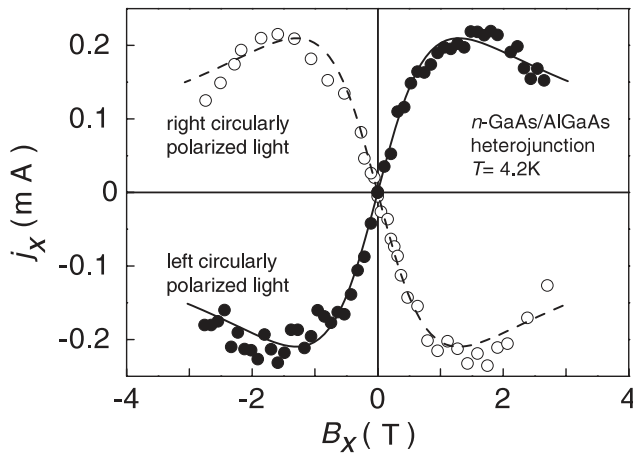 0.2
0.1
0
-0.1
-0.2
j_x (mA)
right circularly
polarized light
n-GaAs/AlGaAs
heterojunction
T= 4.2K
left circularly
polarized light
-4 -2 0 2 4
B_x (T)